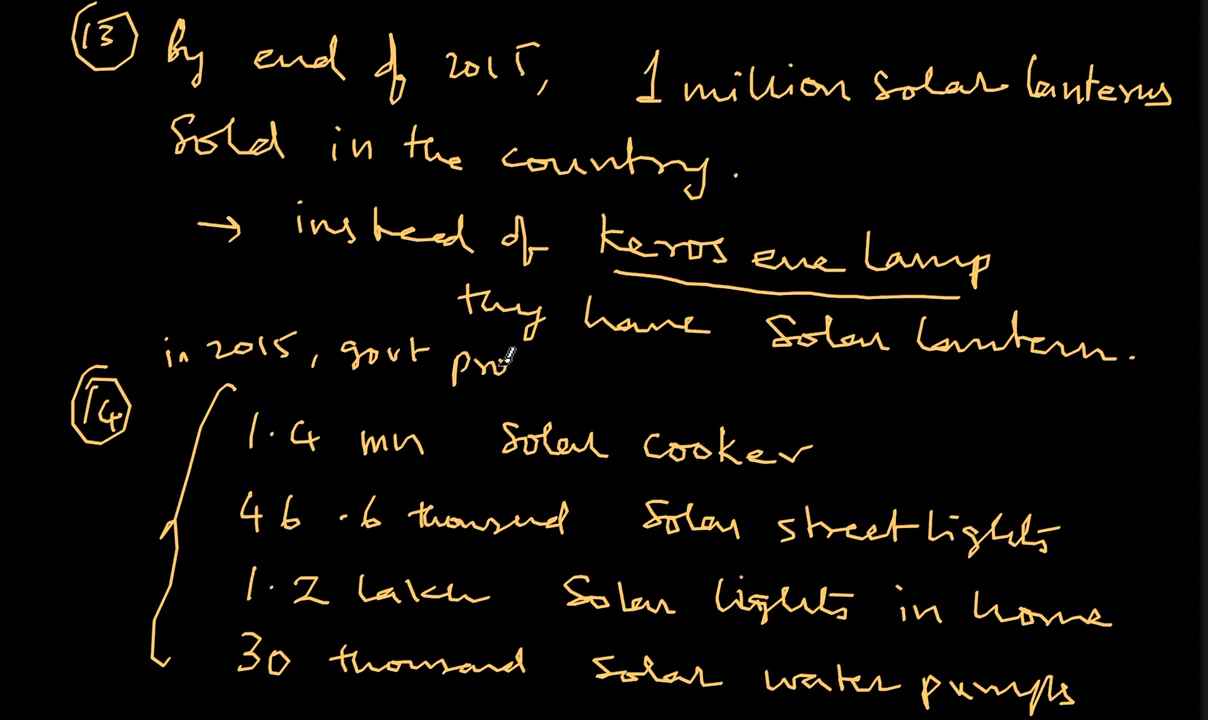 13 By end of 2015, 1 million solar lanterns
Sold in the country.
→ instead of kerosene lamp
they have solar lantern.
in 2015, govt pro
14
1.4 mn solar cooker
46.6 thousand solar streetlights
1.2 lakh solar lights in home
30 thousand solar water pumps